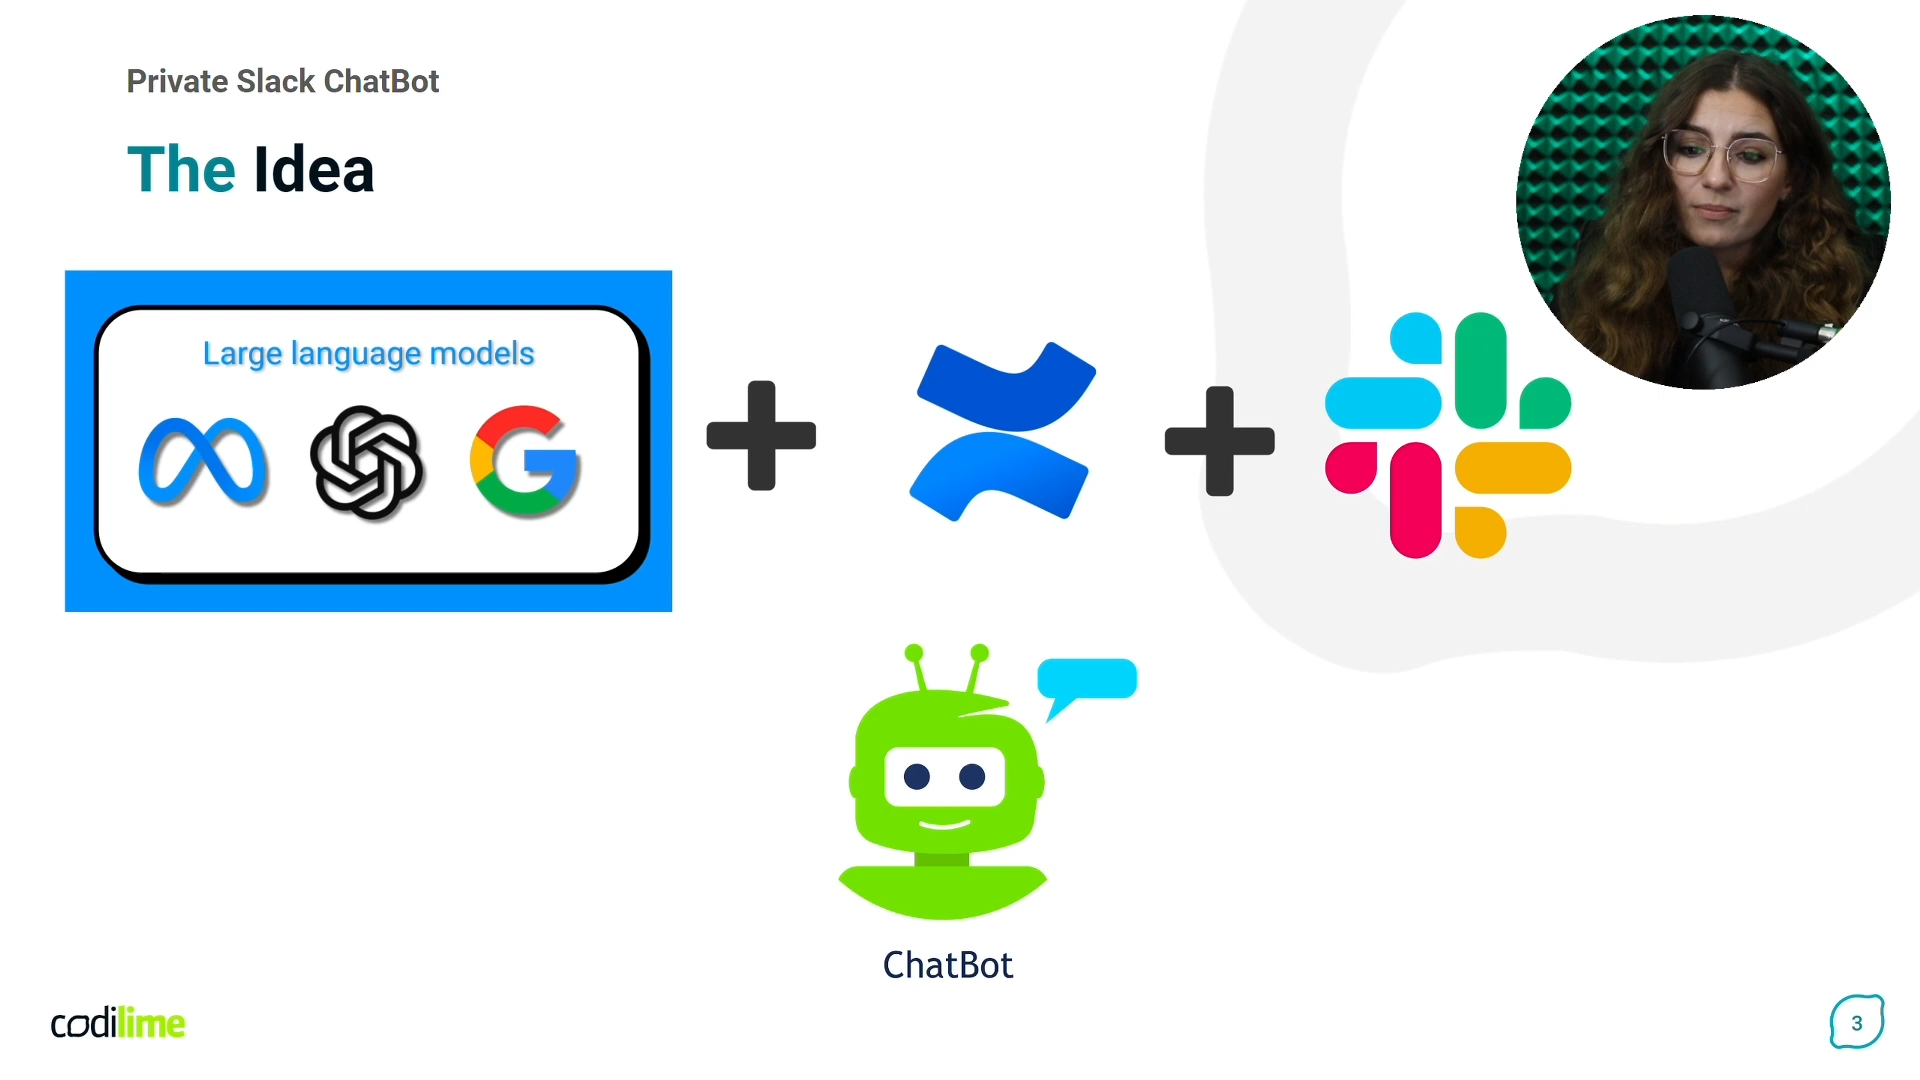 Private Slack ChatBot
The Idea
Large language models
ChatBot
codilime
3